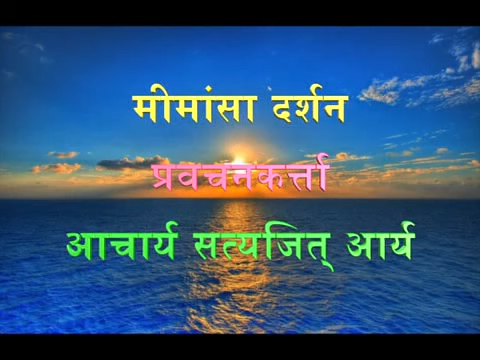 मीमांसा दर्शन
प्रवचनकर्त्ता
आचार्य सत्यजित् आर्य